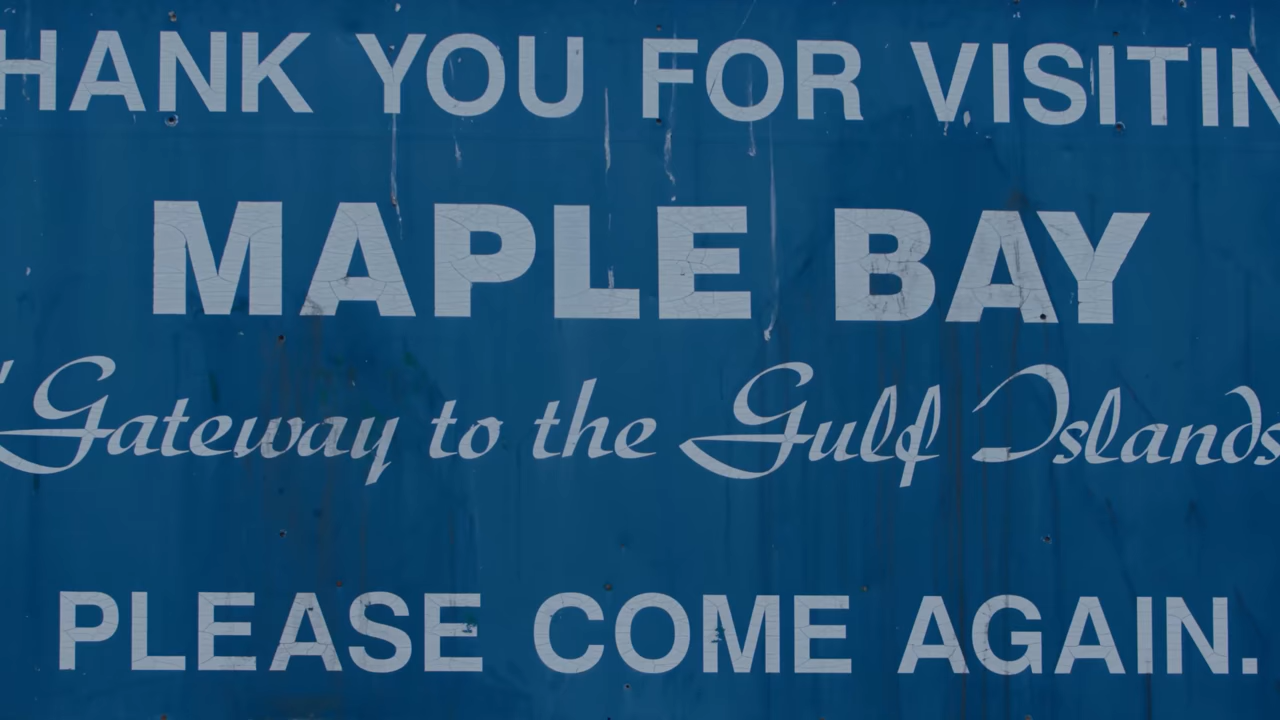 HANK YOU FOR VISITIN
MAPLE BAY
"Gateway to the Gulf Islands
PLEASE COME AGAIN.